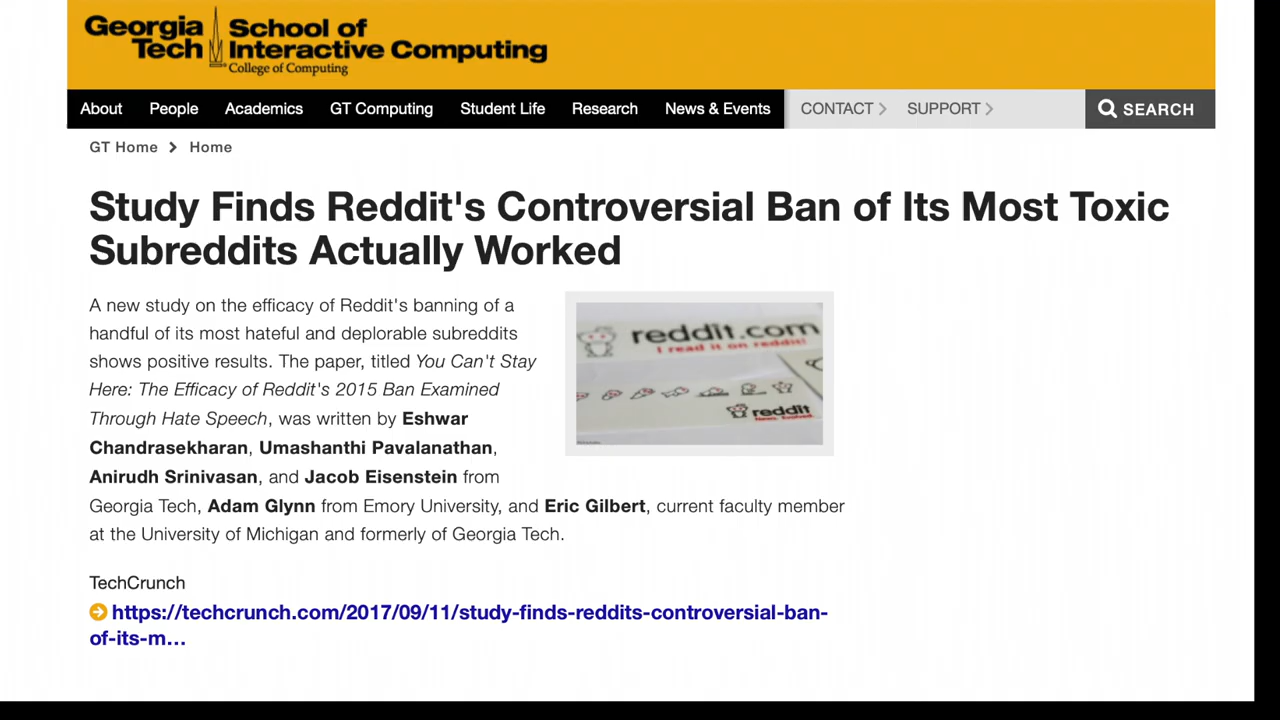 Georgia Tech
School of Interactive Computing
College of Computing
About People Academics GT Computing Student Life Research News & Events CONTACT SUPPORT SEARCH
GT Home Home
Study Finds Reddit's Controversial Ban of Its Most Toxic
Subreddits Actually Worked
A new study on the efficacy of Reddit's banning of a
handful of its most hateful and deplorable subreddits
shows positive results. The paper, titled You Can't Stay
Here: The Efficacy of Reddit's 2015 Ban Examined
Through Hate Speech, was written by Eshwar
Chandrasekharan, Umashanthi Pavalanathan,
Anirudh Srinivasan, and Jacob Eisenstein from
Georgia Tech, Adam Glynn from Emory University, and Eric Gilbert, current faculty member
at the University of Michigan and formerly of Georgia Tech.
reddit.com
I read it on reddit!
reddit
TechCrunch
https://techcrunch.com/2017/09/11/study-finds-reddits-controversial-ban-
of-its-m...